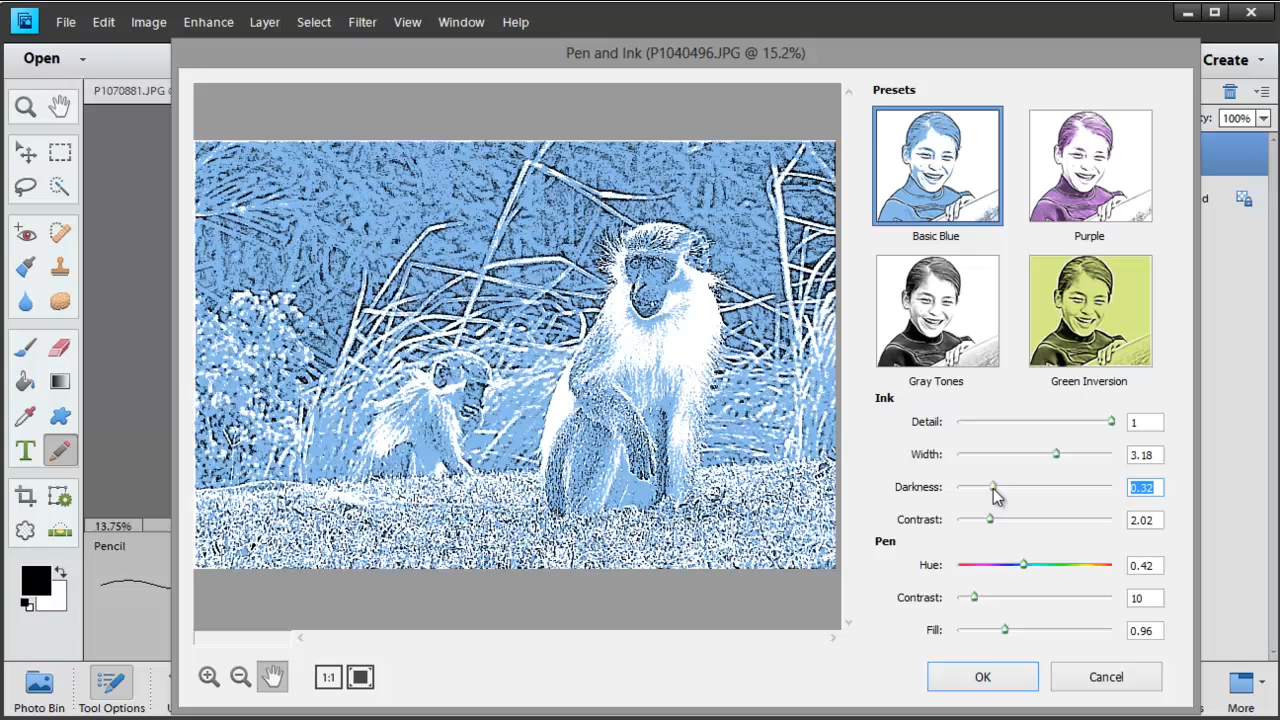 File Edit Image Enhance Layer Select Filter View Window Help
Open
Pen and Ink (P1040496.JPG @ 15.2%)
Create
P1070881.JPG @
100%
Presets
Basic Blue
Purple
Gray Tones
Green Inversion
Ink
Detail: 1
Width: 3.18
Darkness: 0.32
Contrast: 2.02
Pen
Hue: 0.42
Contrast: 10
Fill: 0.96
13.75%
Pencil
1:1
OK
Cancel
Photo Bin
Tool Options
More